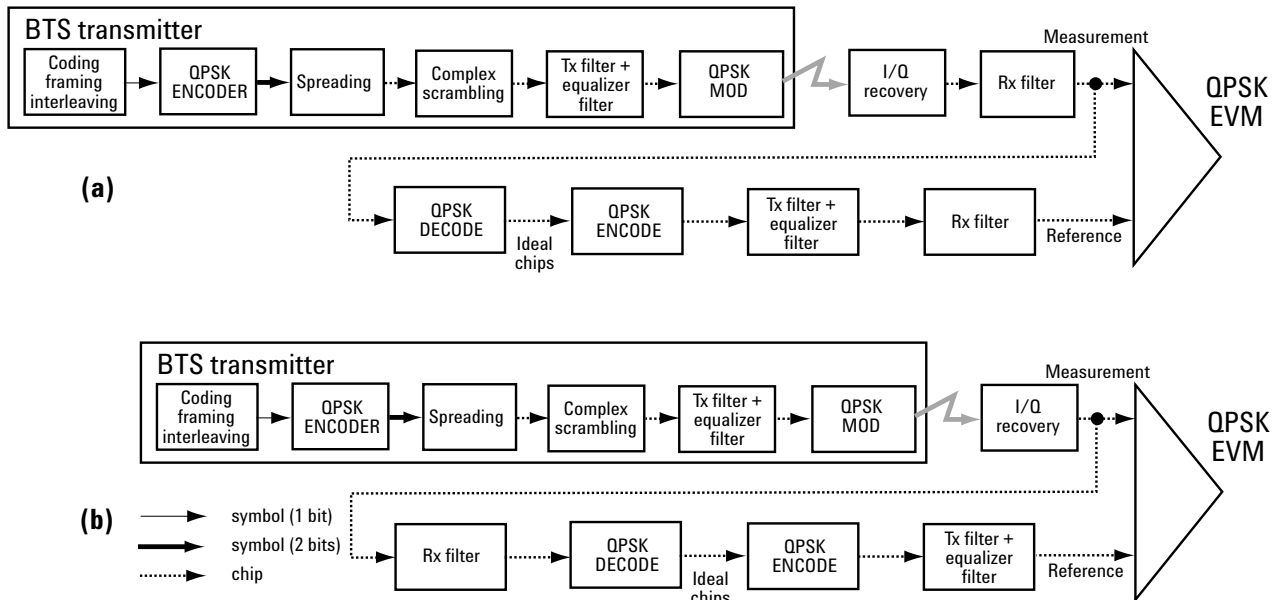 BTS transmitter
Coding
framing
interleaving
QPSK
ENCODER
Spreading
Complex
scrambling
Tx filter +
equalizer
filter
QPSK
MOD
I/Q
recovery
Rx filter
Measurement
QPSK
EVM
(a)
QPSK
DECODE
Ideal
chips
QPSK
ENCODE
Tx filter +
equalizer
filter
Rx filter
Reference
BTS transmitter
Coding
framing
interleaving
QPSK
ENCODER
Spreading
Complex
scrambling
Tx filter +
equalizer
filter
QPSK
MOD
I/Q
recovery
Measurement
QPSK
EVM
(b)
symbol (1 bit)
symbol (2 bits)
chip
Rx filter
QPSK
DECODE
Ideal
chips
QPSK
ENCODE
Tx filter +
equalizer
filter
Reference